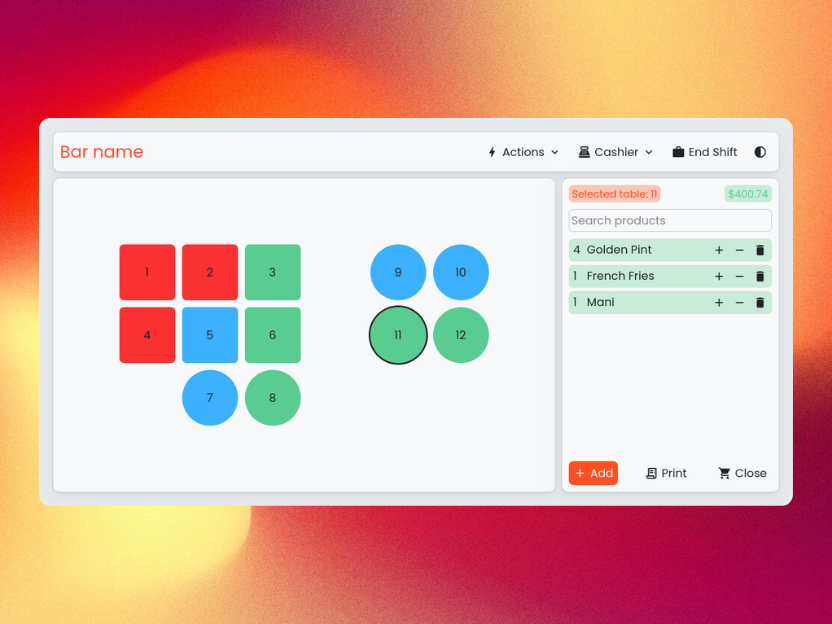 Bar name
Actions
Cashier
End Shift
1 2 3
4 5 6
7 8
9 10
11 12
Selected table: 11
$400.74
Search products
4 Golden Pint + −
1 French Fries + −
1 Mani + −
+ Add
Print
Close